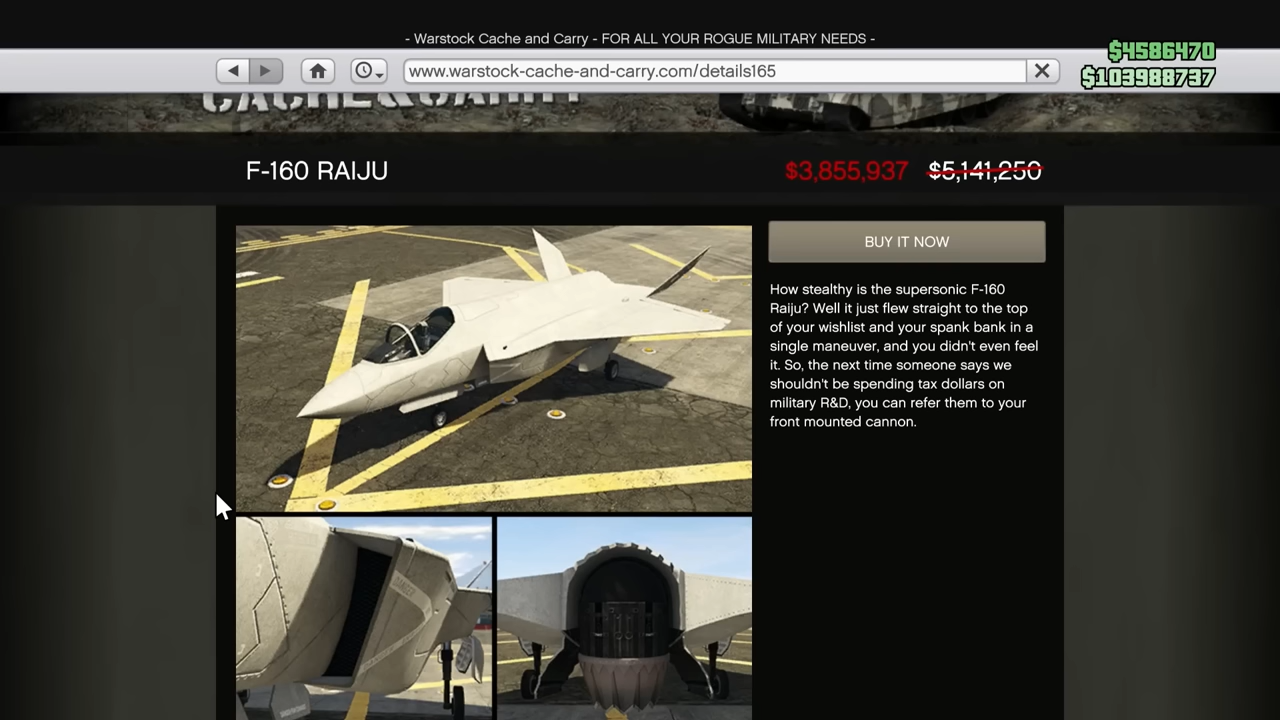 - Warstock Cache and Carry - FOR ALL YOUR ROGUE MILITARY NEEDS -
$4586470
www.warstock-cache-and-carry.com/details165
$103988737
CACHE&CARRY
F-160 RAIJU
$3,855,937 $5,141,250
BUY IT NOW
How stealthy is the supersonic F-160
Raiju? Well it just flew straight to the top
of your wishlist and your spank bank in a
single maneuver, and you didn't even feel
it. So, the next time someone says we
shouldn't be spending tax dollars on
military R&D, you can refer them to your
front mounted cannon.